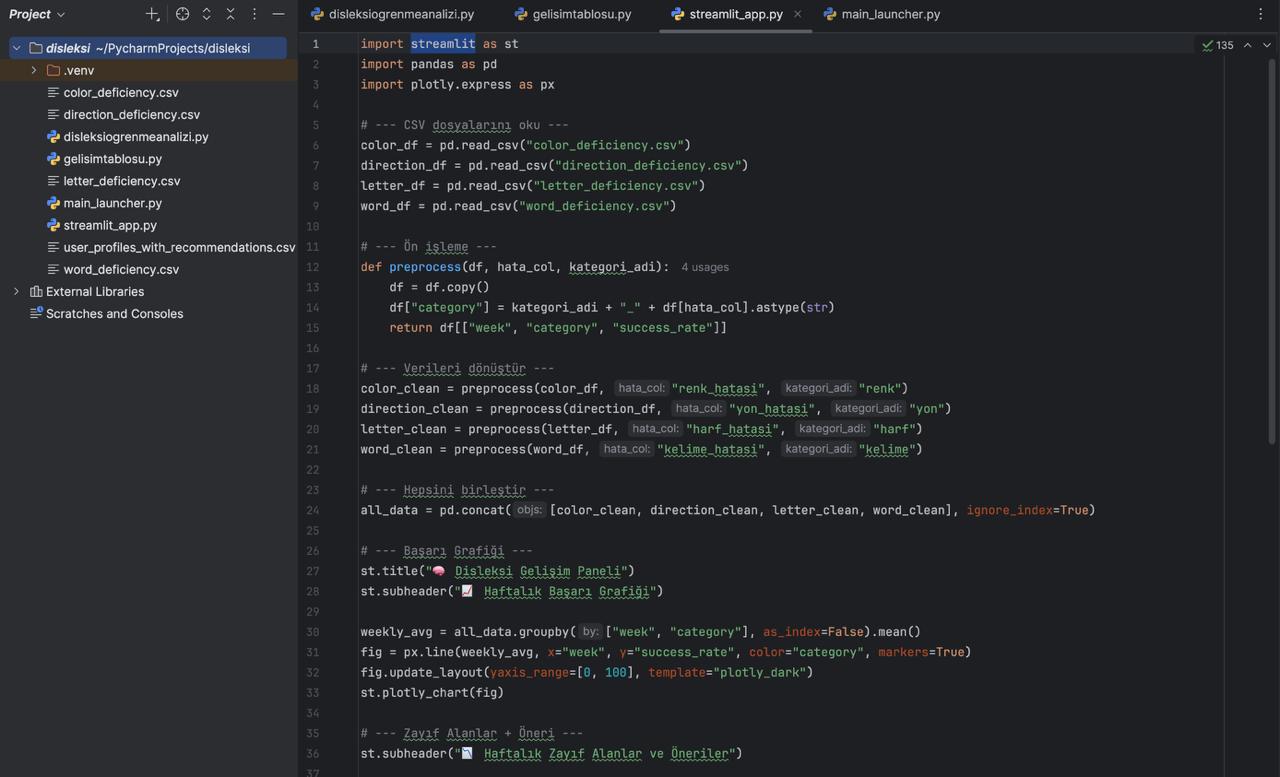 Project
disleksiogrenmeanalizi.py
gelisimtablosu.py
streamlit_app.py
main_launcher.py
disleksi ~/PycharmProjects/disleksi
.venv
color_deficiency.csv
direction_deficiency.csv
disleksiogrenmeanalizi.py
gelisimtablosu.py
letter_deficiency.csv
main_launcher.py
streamlit_app.py
user_profiles_with_recommendations.csv
word_deficiency.csv
External Libraries
Scratches and Consoles
135
1 import streamlit as st
2 import pandas as pd
3 import plotly.express as px
4
5 # --- CSV dosyalarını oku ---
6 color_df = pd.read_csv("color_deficiency.csv")
7 direction_df = pd.read_csv("direction_deficiency.csv")
8 letter_df = pd.read_csv("letter_deficiency.csv")
9 word_df = pd.read_csv("word_deficiency.csv")
10
11 # --- Ön işleme ---
12 def preprocess(df, hata_col, kategori_adi): 4 usages
13 df = df.copy()
14 df["category"] = kategori_adi + "_" + df[hata_col].astype(str)
15 return df[["week", "category", "success_rate"]]
16
17 # --- Verileri dönüştür ---
18 color_clean = preprocess(color_df, hata_col: "renk_hatasi", kategori_adi: "renk")
19 direction_clean = preprocess(direction_df, hata_col: "yon_hatasi", kategori_adi: "yon")
20 letter_clean = preprocess(letter_df, hata_col: "harf_hatasi", kategori_adi: "harf")
21 word_clean = preprocess(word_df, hata_col: "kelime_hatasi", kategori_adi: "kelime")
22
23 # --- Hepsini birleştir ---
24 all_data = pd.concat( objs: [color_clean, direction_clean, letter_clean, word_clean], ignore_index=True)
25
26 # --- Başarı Grafiği ---
27 st.title("🧠 Disleksi Gelişim Paneli")
28 st.subheader("📈 Haftalık Başarı Grafiği")
29
30 weekly_avg = all_data.groupby( by: ["week", "category"], as_index=False).mean()
31 fig = px.line(weekly_avg, x="week", y="success_rate", color="category", markers=True)
32 fig.update_layout(yaxis_range=[0, 100], template="plotly_dark")
33 st.plotly_chart(fig)
34
35 # --- Zayıf Alanlar + Öneri ---
36 st.subheader("📉 Haftalık Zayıf Alanlar ve Öneriler")
37